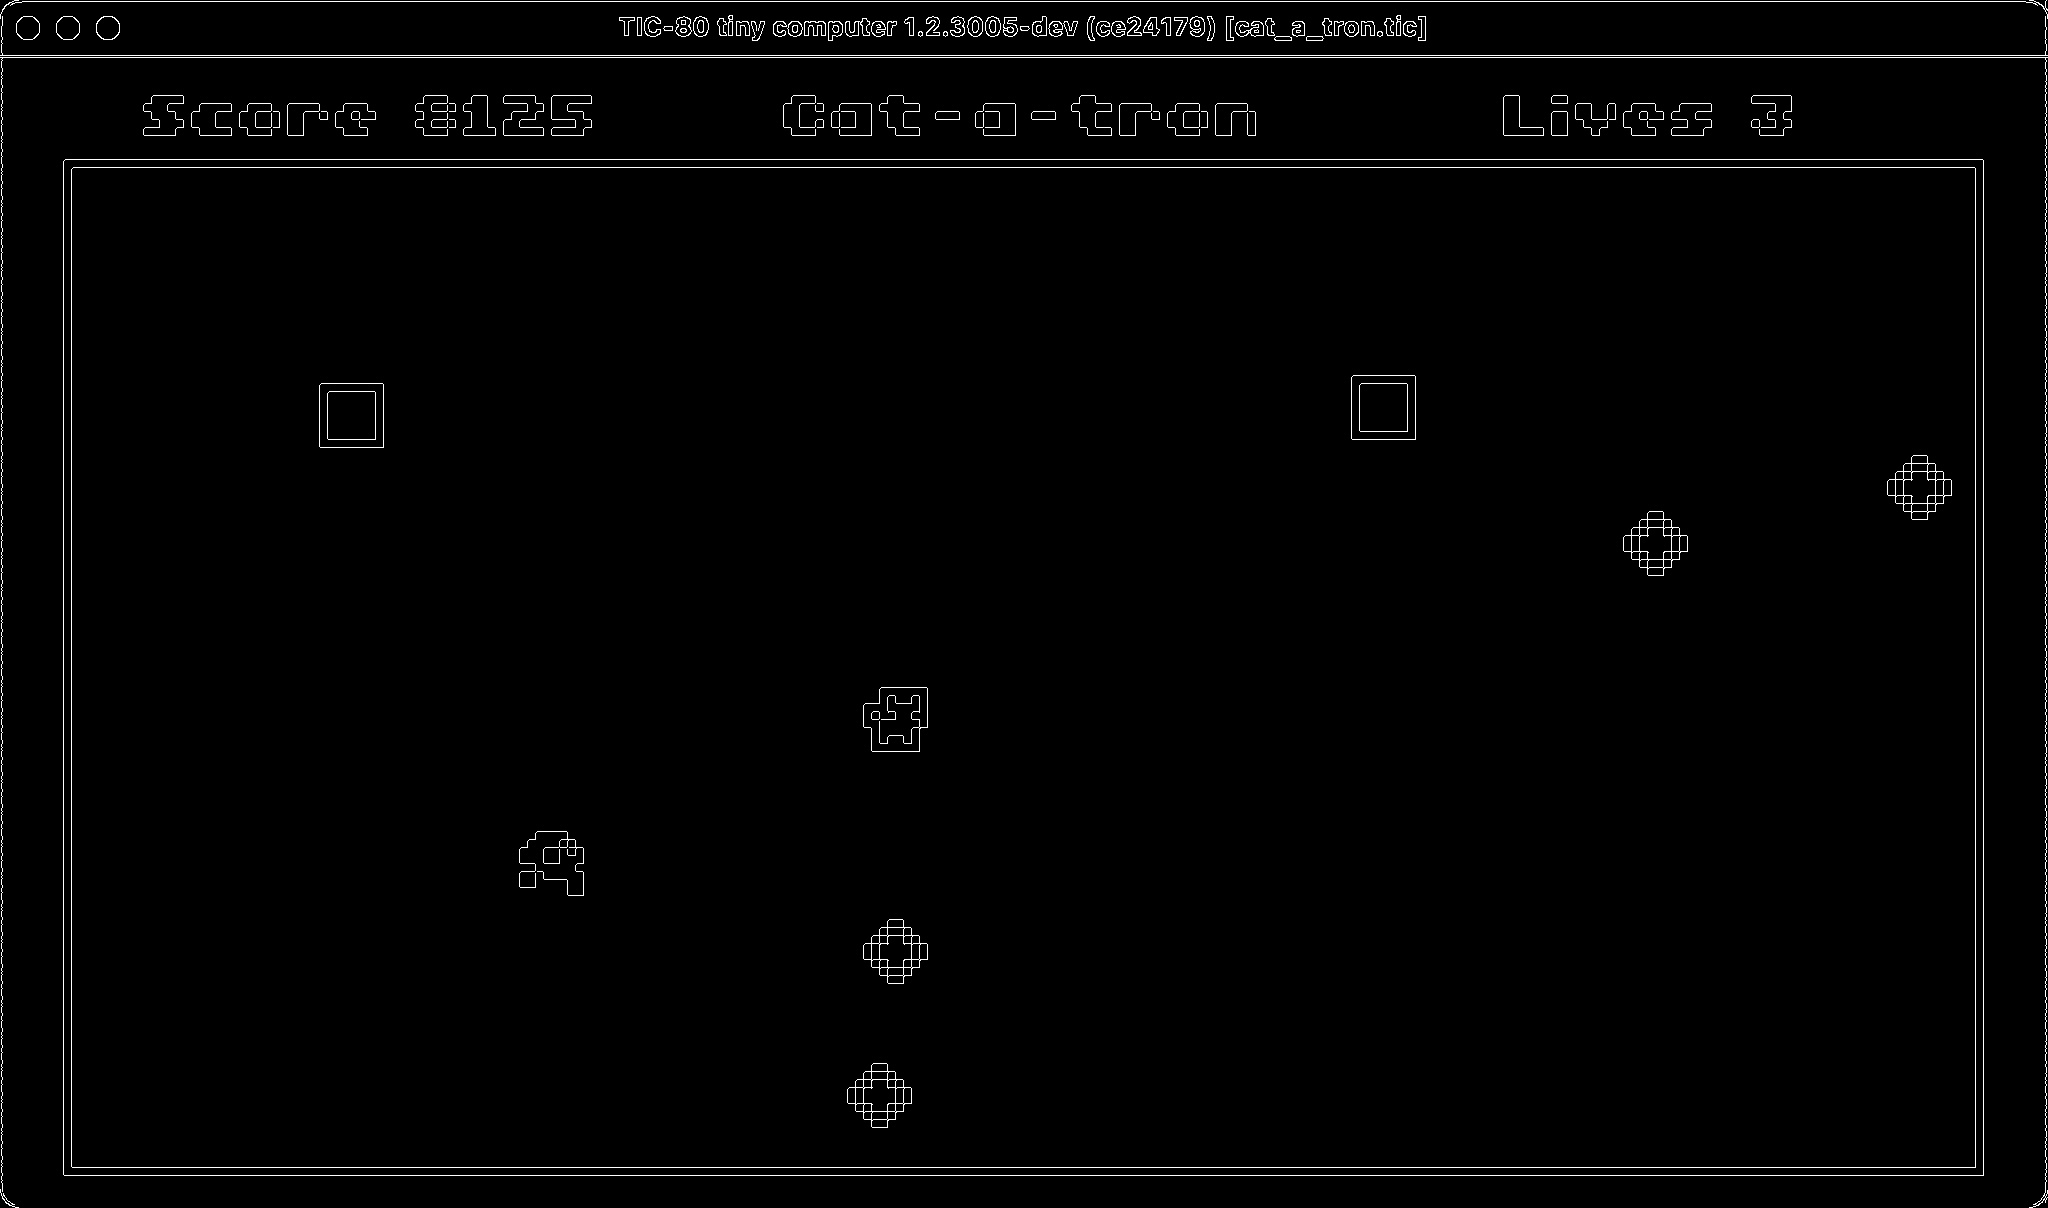 TIC-80 tiny computer 1.2.3005-dev (ce24179) [cat_a_tron.tic]
Score 8125 Cat-a-tron Lives 3